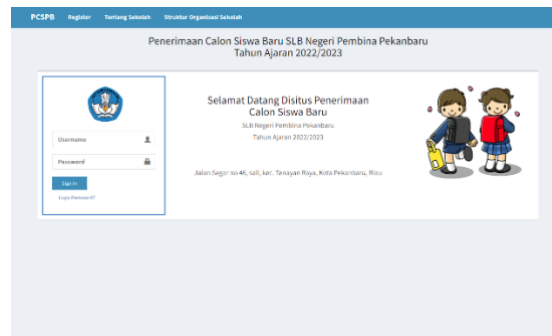 PCSPB Register Tentang Sekolah Struktur Organisasi Sekolah
Penerimaan Calon Siswa Baru SLB Negeri Pembina Pekanbaru
Tahun Ajaran 2022/2023
Username
Password
Sign In
Lupa Password?
Selamat Datang Disitus Penerimaan
Calon Siswa Baru
SLB Negeri Pembina Pekanbaru
Tahun Ajaran 2022/2023
Jalan Segar no 46, sail, kec. Tenayan Raya, Kota Pekanbaru, Riau